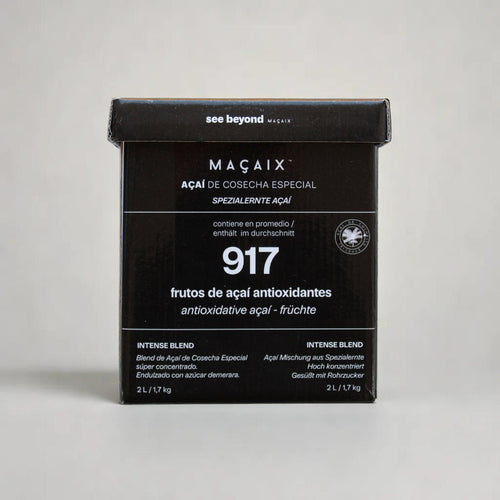 see beyond MAÇAIX
MAÇAIX™
AÇAÍ DE COSECHA ESPECIAL
SPEZIALERNTE AÇAÍ
contiene en promedio /
enthält im durchschnitt
917
frutos de açaí antioxidantes
antioxidative açaí - früchte
INTENSE BLEND
Blend de Açaí de Cosecha Especial
súper concentrado.
Endulzado con azúcar demerara.
2 L / 1,7 kg
INTENSE BLEND
Açaí Mischung aus Spezialernte
Hoch konzentriert
Gesüßt mit Rohrzucker
2 L / 1,7 kg